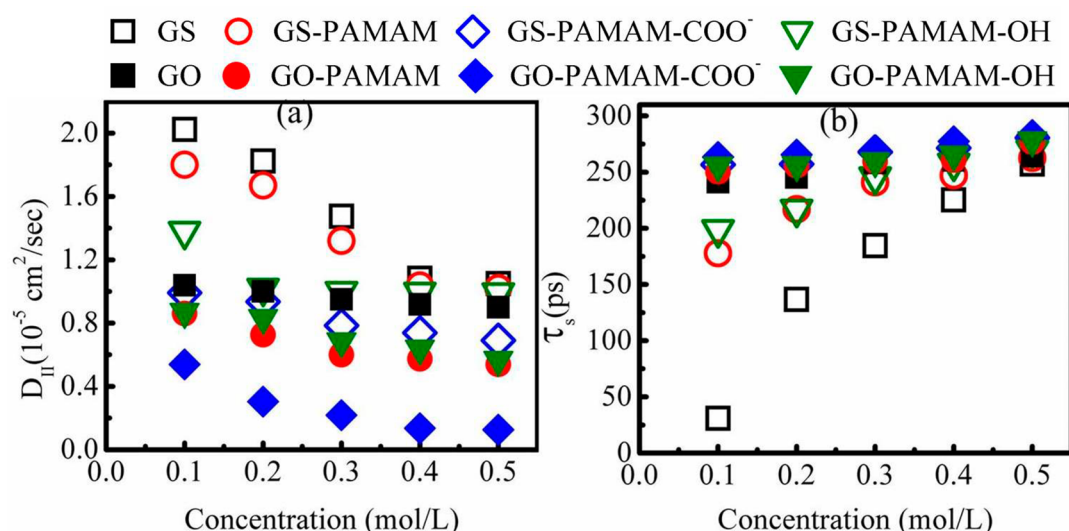 GS GS-PAMAM GS-PAMAM-COO⁻ GS-PAMAM-OH
GO GO-PAMAM GO-PAMAM-COO⁻ GO-PAMAM-OH
(a)
D_II(10⁻⁵ cm²/sec)
2.0
1.6
1.2
0.8
0.4
0.0
0.0 0.1 0.2 0.3 0.4 0.5
Concentration (mol/L)
(b)
τ_s(ps)
300
250
200
150
100
50
0
0.0 0.1 0.2 0.3 0.4 0.5
Concentration (mol/L)